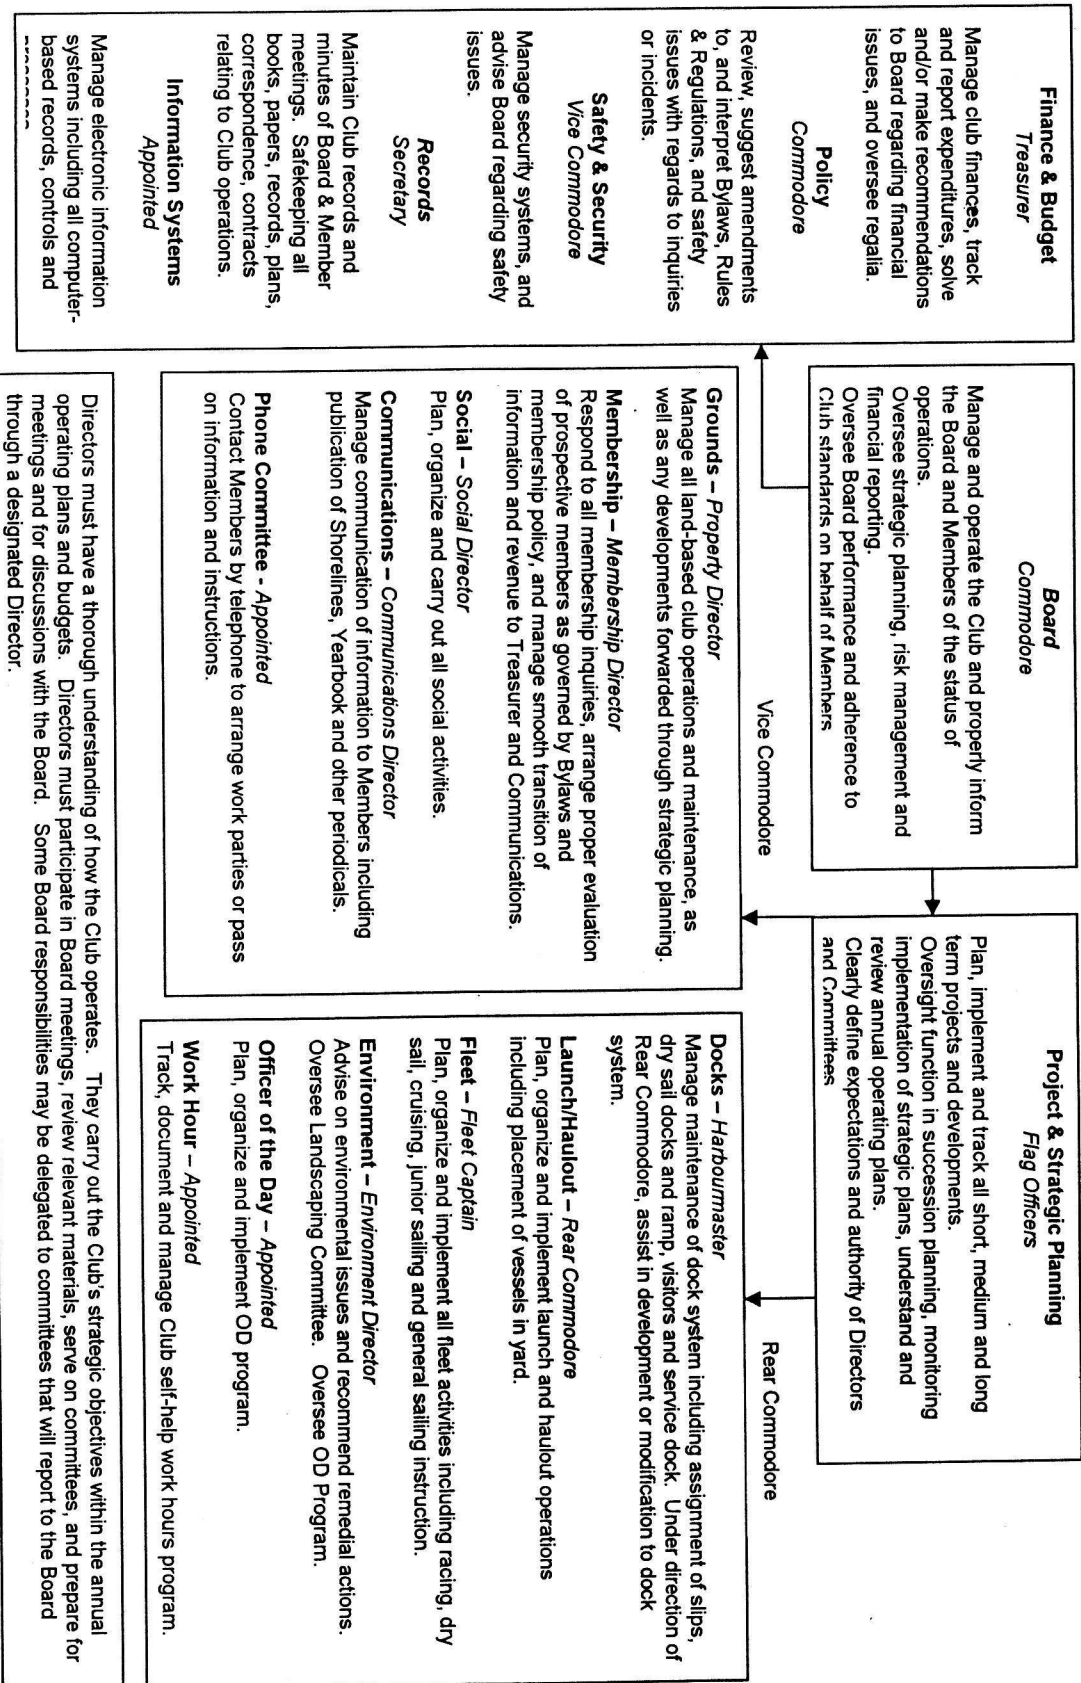 Finance & Budget
Treasurer
Manage club finances, track
and report expenditures, solve
and/or make recommendations
to Board regarding financial
issues, and oversee regalia.
Policy
Commodore
Review, suggest amendments
to, and interpret Bylaws, Rules
& Regulations, and safety
issues with regards to inquiries
or incidents.
Safety & Security
Vice Commodore
Manage security systems, and
advise Board regarding safety
issues.
Records
Secretary
Maintain Club records and
minutes of Board & Member
meetings. Safekeeping all
books, papers, records, plans,
correspondence, contracts
relating to Club operations.
Information Systems
Appointed
Manage electronic information
systems including all computer-
based records, controls and
Board
Commodore
Manage and operate the Club and properly inform
the Board and Members of the status of
operations.
Oversee strategic planning, risk management and
financial reporting.
Oversee Board performance and adherence to
Club standards on behalf of Members
Project & Strategic Planning
Flag Officers
Plan, implement and track all short, medium and long
term projects and developments.
Oversight function in succession planning, monitoring
implementation of strategic plans, understand and
review annual operating plans.
Clearly define expectations and authority of Directors
and Committees
Vice Commodore
Rear Commodore
Grounds – Property Director
Manage all land-based club operations and maintenance, as
well as any developments forwarded through strategic planning.
Membership – Membership Director
Respond to all membership inquiries, arrange proper evaluation
of prospective members as governed by Bylaws and
membership policy, and manage smooth transition of
information and revenue to Treasurer and Communications.
Social – Social Director
Plan, organize and carry out all social activities.
Communications – Communications Director
Manage communication of information to Members including
publication of Shorelines, Yearbook and other periodicals.
Phone Committee - Appointed
Contact Members by telephone to arrange work parties or pass
on information and instructions.
Docks – Harbourmaster
Manage maintenance of dock system including assignment of slips,
dry sail docks and ramp, visitors and service dock. Under direction of
Rear Commodore, assist in development or modification to dock
system.
Launch/Haulout – Rear Commodore
Plan, organize and implement launch and haulout operations
including placement of vessels in yard.
Fleet – Fleet Captain
Plan, organize and implement all fleet activities including racing, dry
sail, cruising, junior sailing and general sailing instruction.
Environment – Environment Director
Advise on environmental issues and recommend remedial actions.
Oversee Landscaping Committee. Oversee OD Program.
Officer of the Day – Appointed
Plan, organize and implement OD program.
Work Hour – Appointed
Track, document and manage Club self-help work hours program.
Directors must have a thorough understanding of how the Club operates. They carry out the Club's strategic objectives within the annual
operating plans and budgets. Directors must participate in Board meetings, review relevant materials, serve on committees, and prepare for
meetings and for discussions with the Board. Some Board responsibilities may be delegated to committees that will report to the Board
through a designated Director.